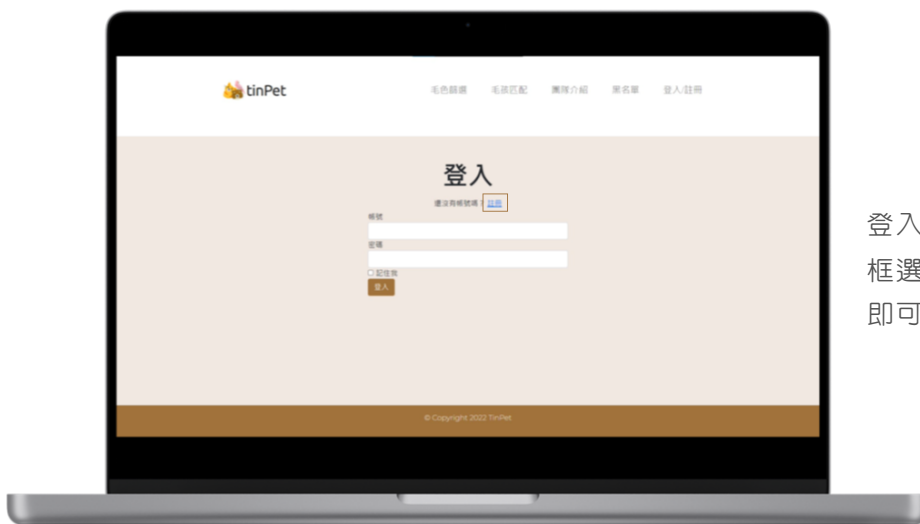 tinPet
毛色篩選 毛孩匹配 團隊介紹 黑名單 登入/註冊
登入
還沒有帳號嗎？註冊
帳號
密碼
記住我
登入
© Copyright 2022 TinPet
登入
框選
即可